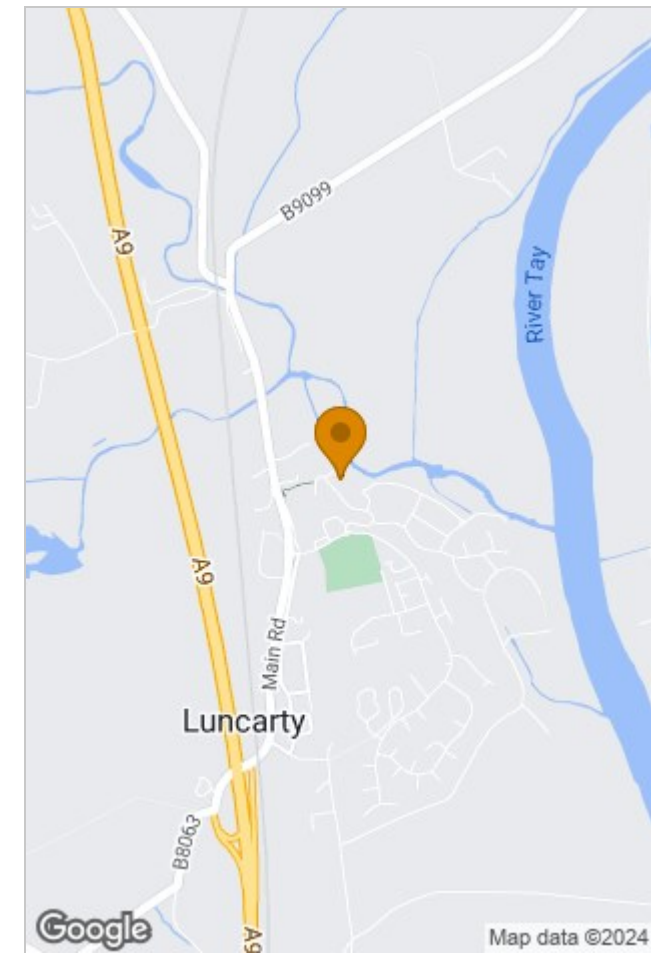 B9099
A9
River Tay
A9
Main Rd
Luncarty
B8063
A9
Google
Map data ©2024